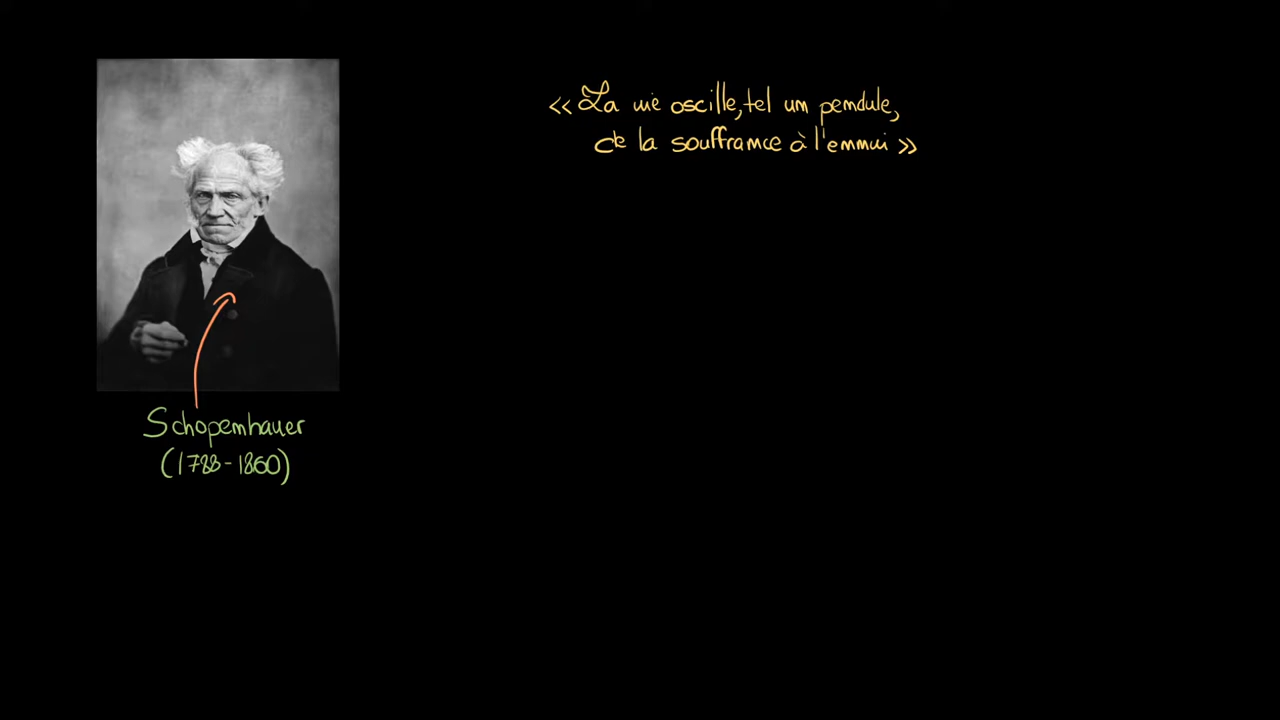 « La vie oscille, tel un pendule,
de la souffrance à l'ennui »
Schopenhauer
(1788-1860)